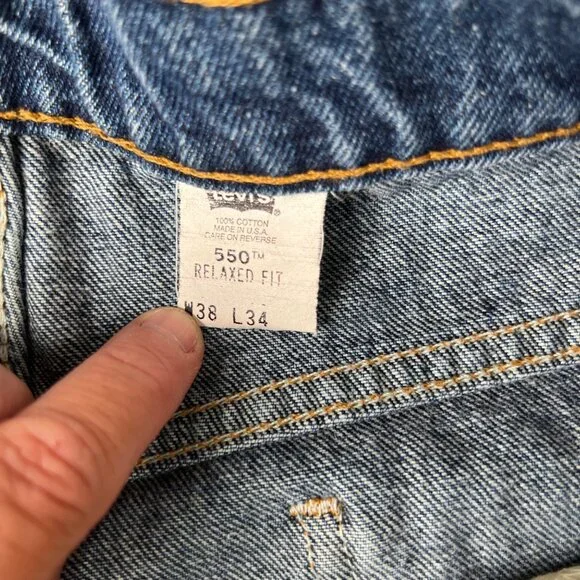 Levi's ®
100% COTTON
MADE IN U.S.A.
CARE ON REVERSE
550™
RELAXED FIT
W38 L34